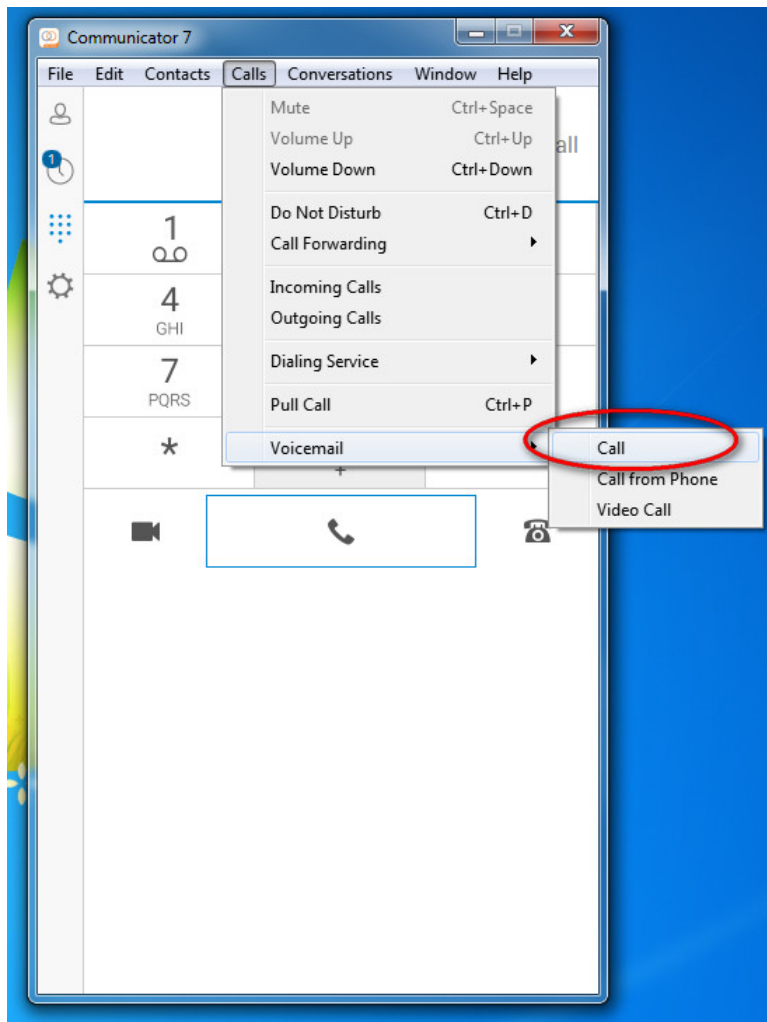 Communicator 7
File Edit Contacts Calls Conversations Window Help
Mute Ctrl+Space
Volume Up Ctrl+Up
all
Volume Down Ctrl+Down
1
1
Do Not Disturb Ctrl+D
Call Forwarding
4
GHI
Incoming Calls
Outgoing Calls
7
PQRS
Dialing Service
Pull Call Ctrl+P
*
Voicemail
Call
+
Call from Phone
Video Call